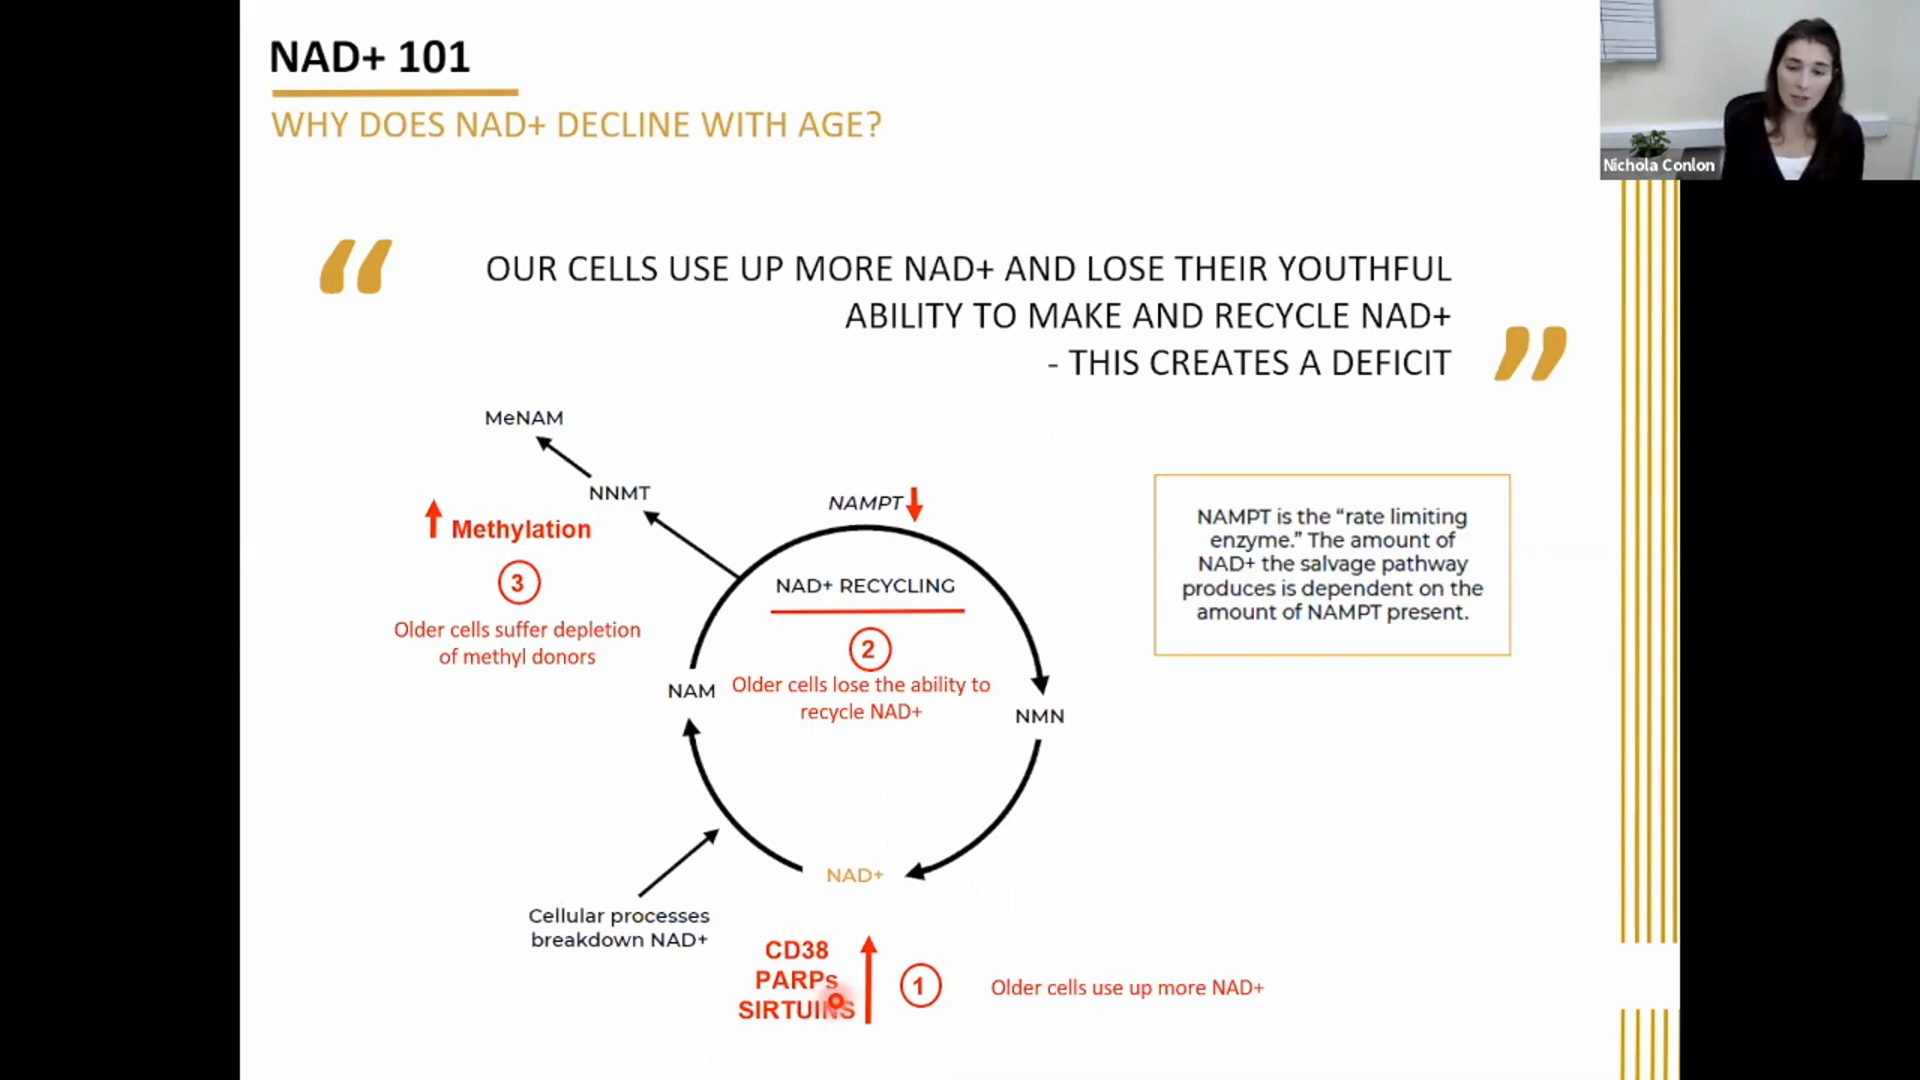 NAD+ 101
WHY DOES NAD+ DECLINE WITH AGE?
Nichola Conlon
“ OUR CELLS USE UP MORE NAD+ AND LOSE THEIR YOUTHFUL
ABILITY TO MAKE AND RECYCLE NAD+
- THIS CREATES A DEFICIT ”
MeNAM
NNMT
Methylation
3
Older cells suffer depletion
of methyl donors
NAMPT
NAD+ RECYCLING
2
Older cells lose the ability to
recycle NAD+
NAM
NMN
NAD+
Cellular processes
breakdown NAD+
CD38
PARPs
SIRTUINS
1
Older cells use up more NAD+
NAMPT is the “rate limiting
enzyme.” The amount of
NAD+ the salvage pathway
produces is dependent on the
amount of NAMPT present.